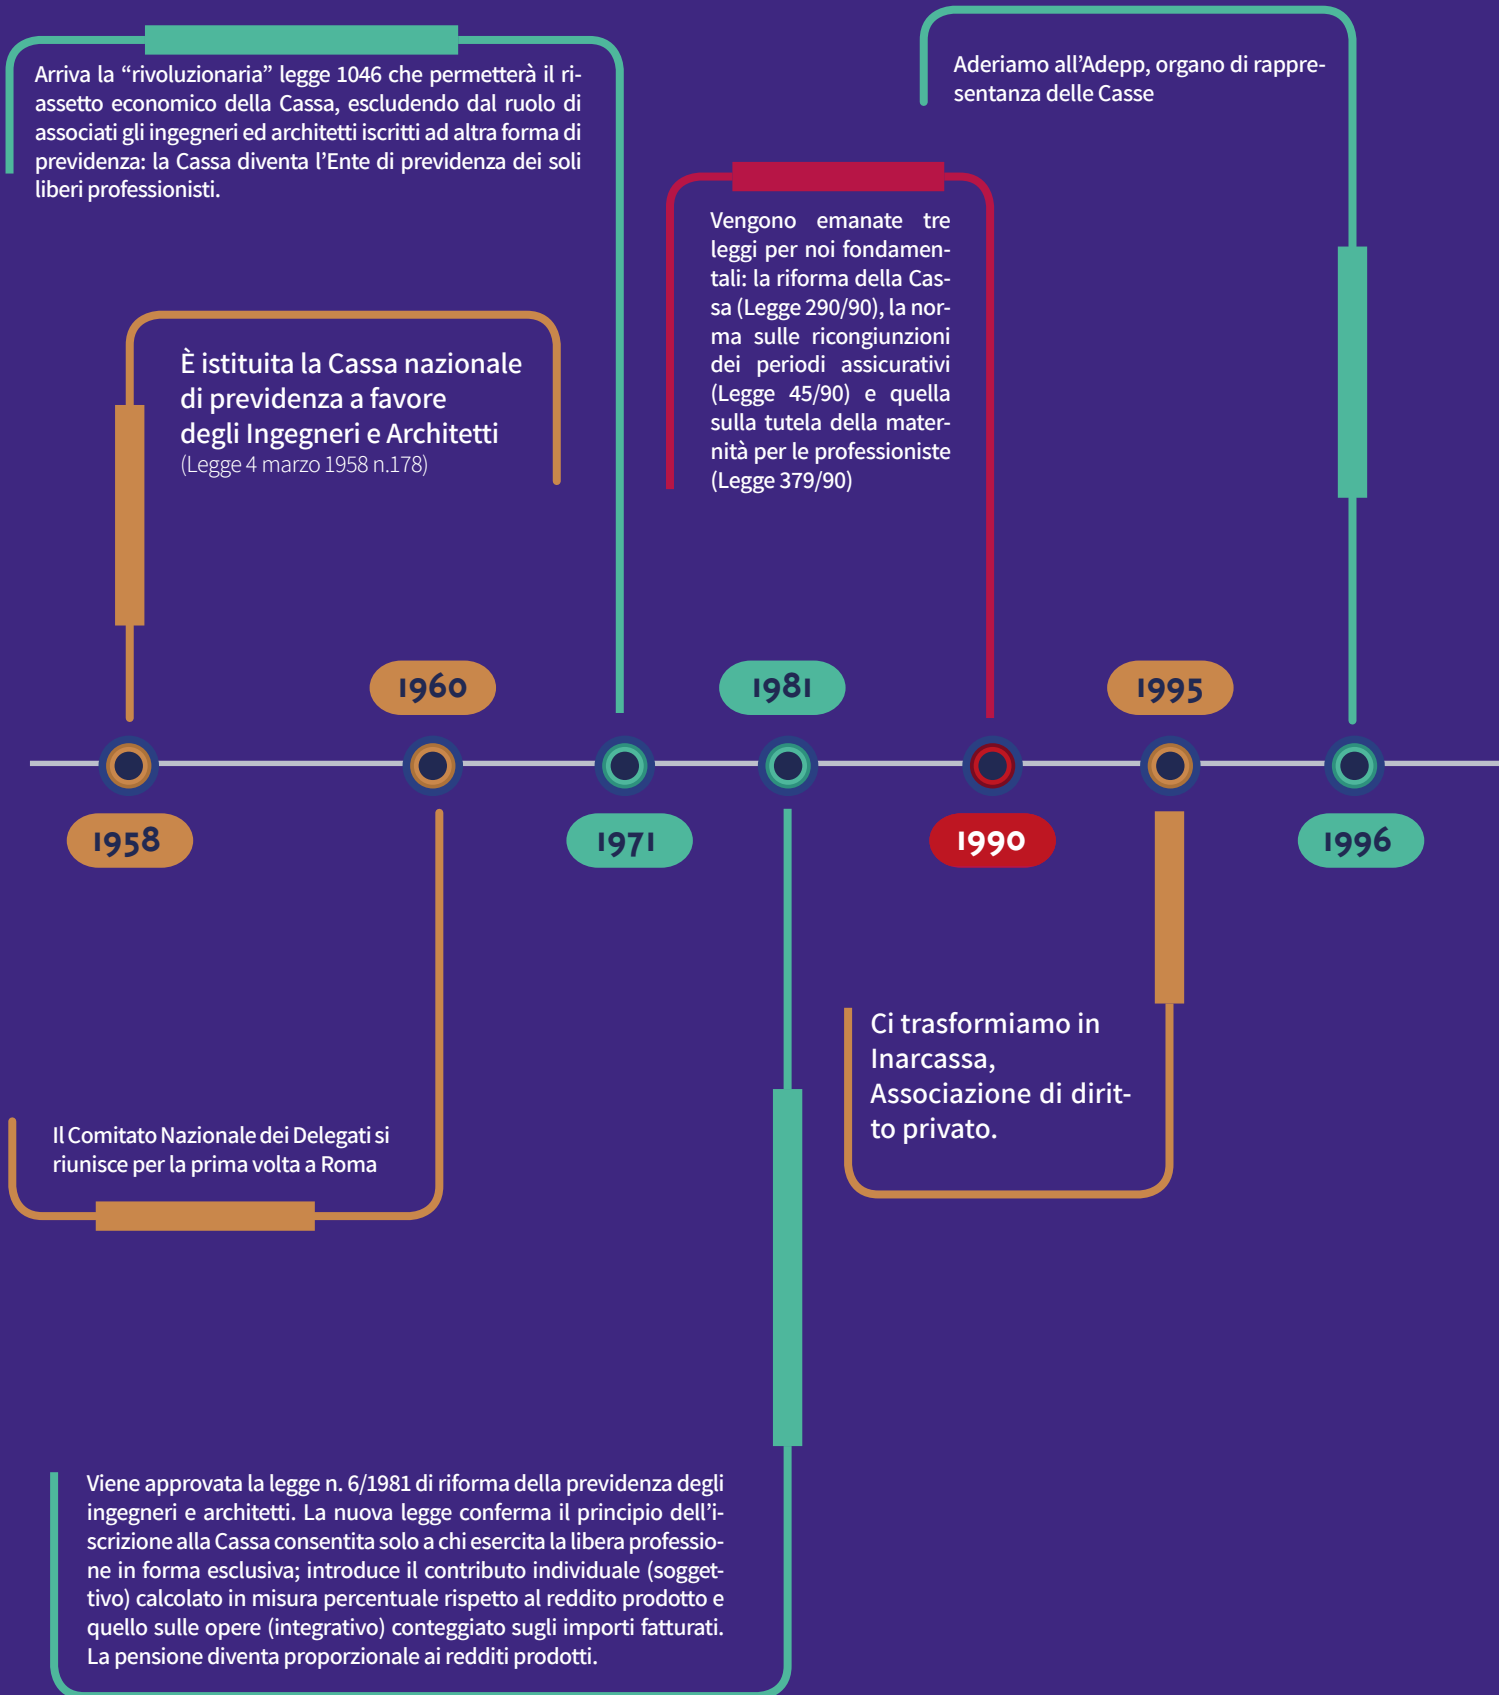 Arriva la “rivoluzionaria” legge 1046 che permetterà il ri-
assetto economico della Cassa, escludendo dal ruolo di
associati gli ingegneri ed architetti iscritti ad altra forma di
previdenza: la Cassa diventa l’Ente di previdenza dei soli
liberi professionisti.
Aderiamo all’Adepp, organo di rappre-
sentanza delle Casse
Vengono emanate tre
leggi per noi fondamen-
tali: la riforma della Cas-
sa (Legge 290/90), la nor-
ma sulle ricongiunzioni
dei periodi assicurativi
(Legge 45/90) e quella
sulla tutela della mater-
nità per le professioniste
(Legge 379/90)
È istituita la Cassa nazionale
di previdenza a favore
degli Ingegneri e Architetti
(Legge 4 marzo 1958 n.178)
1960
1981
1995
1958
1971
1990
1996
Ci trasformiamo in
Inarcassa,
Associazione di dirit-
to privato.
Il Comitato Nazionale dei Delegati si
riunisce per la prima volta a Roma
Viene approvata la legge n. 6/1981 di riforma della previdenza degli
ingegneri e architetti. La nuova legge conferma il principio dell’i-
scrizione alla Cassa consentita solo a chi esercita la libera professio-
ne in forma esclusiva; introduce il contributo individuale (sogget-
tivo) calcolato in misura percentuale rispetto al reddito prodotto e
quello sulle opere (integrativo) conteggiato sugli importi fatturati.
La pensione diventa proporzionale ai redditi prodotti.